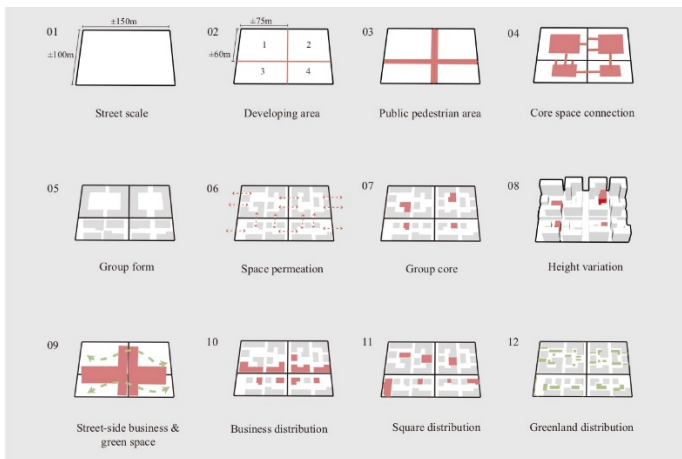 01
±150m
±100m
Street scale
02
±75m
±60m
1
2
3
4
Developing area
03
Public pedestrian area
04
Core space connection
05
Group form
06
Space permeation
07
Group core
08
Height variation
09
Street-side business &
green space
10
Business distribution
11
Square distribution
12
Greenland distribution